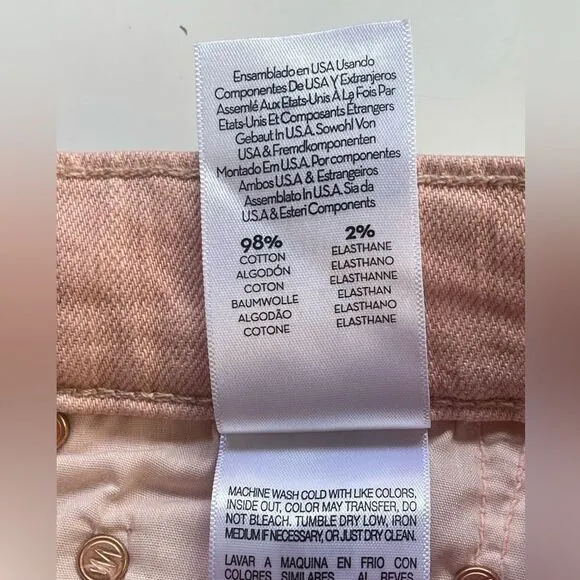 Ensamblado en USA Usando
Componentes De USA Y Extranjeros
Assemlé Aux Etats-Unis À La Fois Par
Etats-Unis Et Composants Étrangers
Gebaut In U.S.A. Sowohl Von
USA & Fremdkomponenten
Montado Em U.S.A. Por componentes
Ambos U.S.A & Estrangeiros
Assemblato In U.S.A. Sia da
U.S.A & Esteri Components
98%
COTTON
ALGODÓN
COTON
BAUMWOLLE
ALGODÃO
COTONE
2%
ELASTHANE
ELASTHANO
ELASTHANNE
ELASTHAN
ELASTHANO
ELASTHANE
MACHINE WASH COLD WITH LIKE COLORS,
INSIDE OUT, COLOR MAY TRANSFER, DO
NOT BLEACH. TUMBLE DRY LOW, IRON
MEDIUM IF NECESSARY, OR JUST DRY CLEAN.
LAVAR A MAQUINA EN FRIO CON
COLORES SIMILARES, AL REVES,